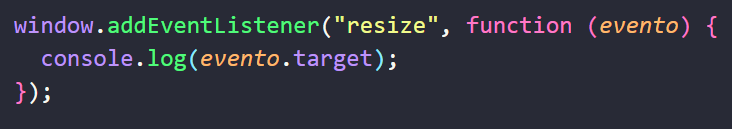 window.addEventListener("resize", function (evento) {
  console.log(evento.target);
});